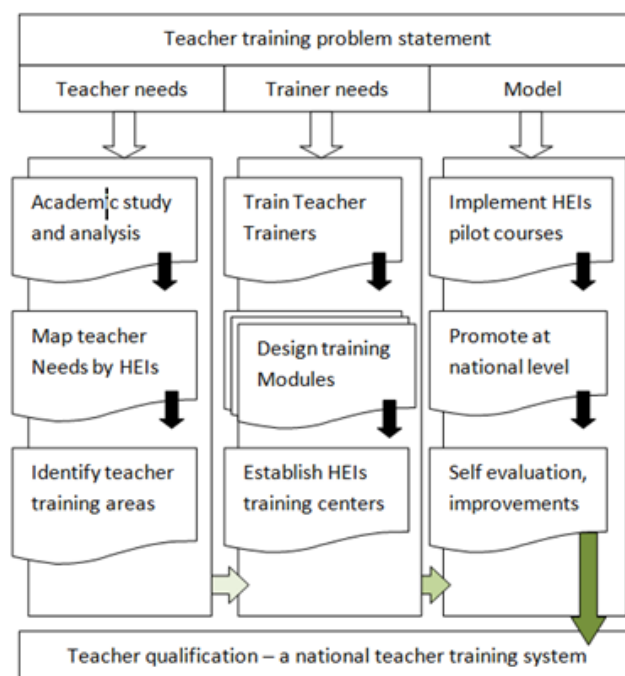 Teacher training problem statement
Teacher needs
Trainer needs
Model
Academic study
and analysis
Map teacher
Needs by HEIs
Identify teacher
training areas
Train Teacher
Trainers
Design training
Modules
Establish HEIs
training centers
Implement HEIs
pilot courses
Promote at
national level
Self evaluation,
improvements
Teacher qualification – a national teacher training system